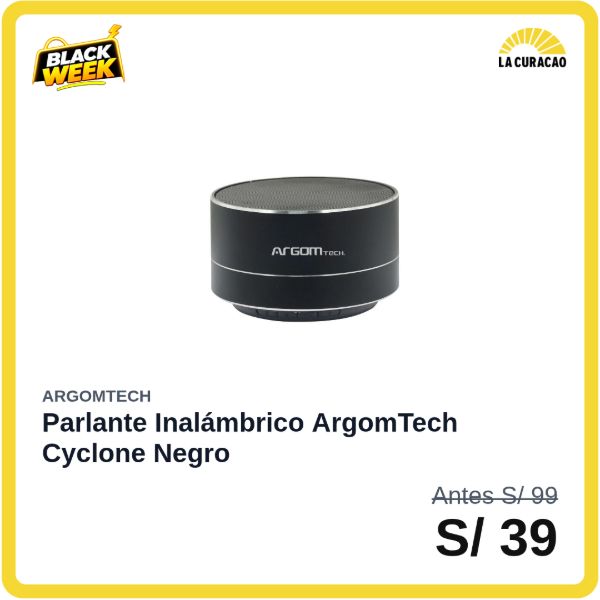 BLACK
WEEK
LA CURACAO
ARGOMTECH
ARGOMTECH
Parlante Inalámbrico ArgomTech
Cyclone Negro
Antes S/ 99
S/ 39